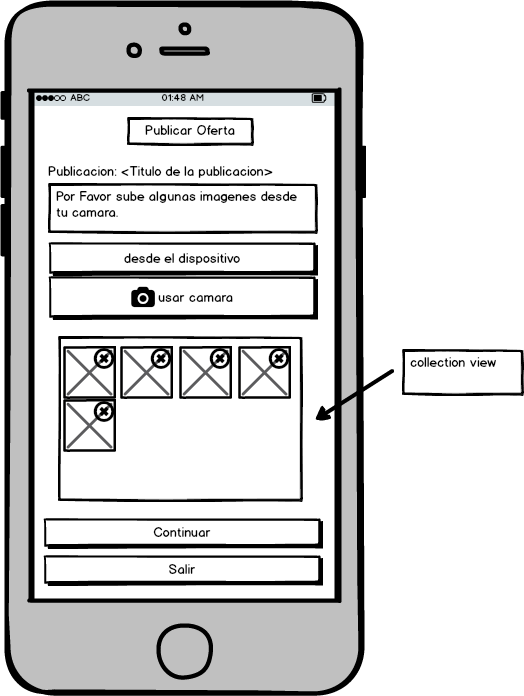 ABC 01:48 AM
Publicar Oferta
Publicacion: <Titulo de la publicacion>
Por Favor sube algunas imagenes desde
tu camara.
desde el dispositivo
usar camara
collection view
Continuar
Salir